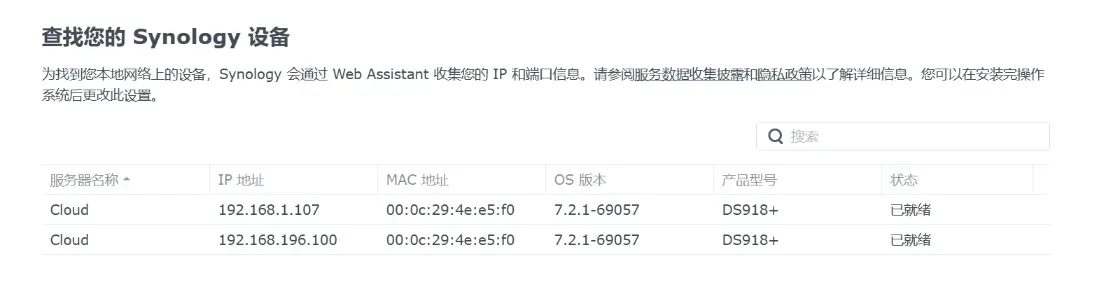 查找您的 Synology 设备
为找到您本地网络上的设备，Synology 会通过 Web Assistant 收集您的 IP 和端口信息。请参阅服务数据收集披露和隐私政策以了解详细信息。您可以在安装完操作
系统后更改此设置。
搜索
服务器名称 IP 地址 MAC 地址 OS 版本 产品型号 状态
Cloud 192.168.1.107 00:0c:29:4e:e5:f0 7.2.1-69057 DS918+ 已就绪
Cloud 192.168.196.100 00:0c:29:4e:e5:f0 7.2.1-69057 DS918+ 已就绪